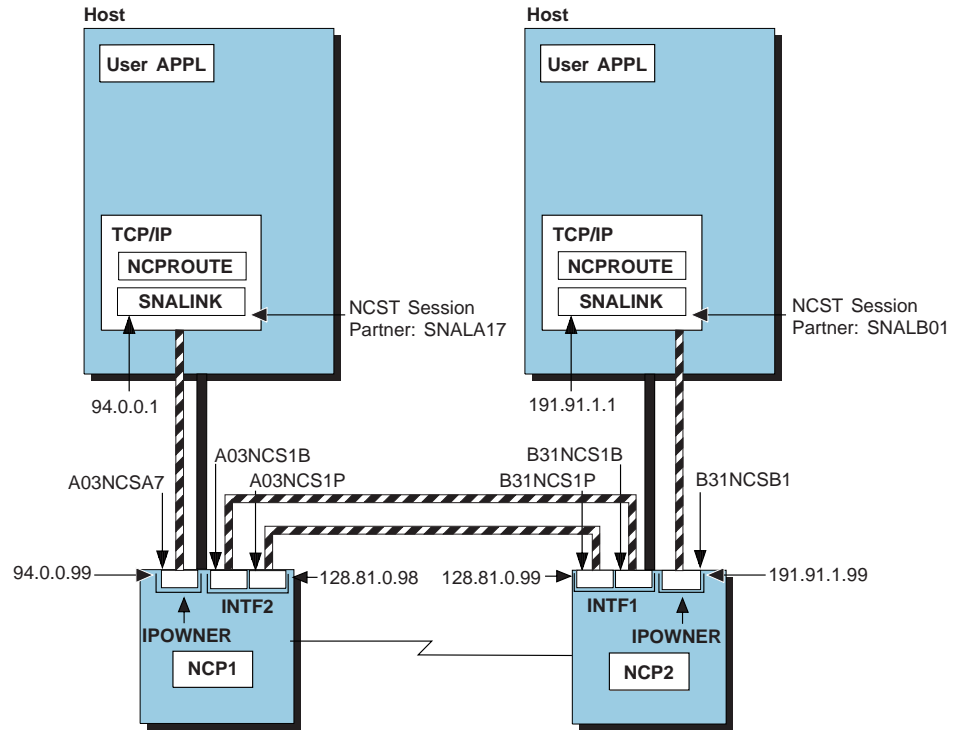 Host
Host
User APPL
User APPL
TCP/IP
NCPROUTE
SNALINK
NCST Session
Partner: SNALA17
TCP/IP
NCPROUTE
SNALINK
NCST Session
Partner: SNALB01
94.0.0.1
191.91.1.1
A03NCSA7
A03NCS1B
A03NCS1P
B31NCS1B
B31NCS1P
B31NCSB1
94.0.0.99
128.81.0.98
128.81.0.99
191.91.1.99
INTF2
IPOWNER
NCP1
INTF1
IPOWNER
NCP2